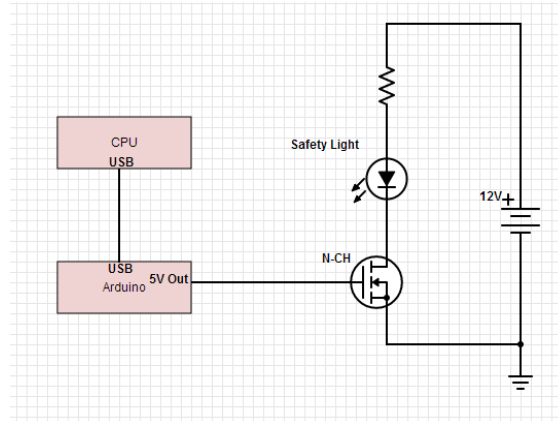 CPU
USB
Safety Light
12V
+
N-CH
USB
5V Out
Arduino